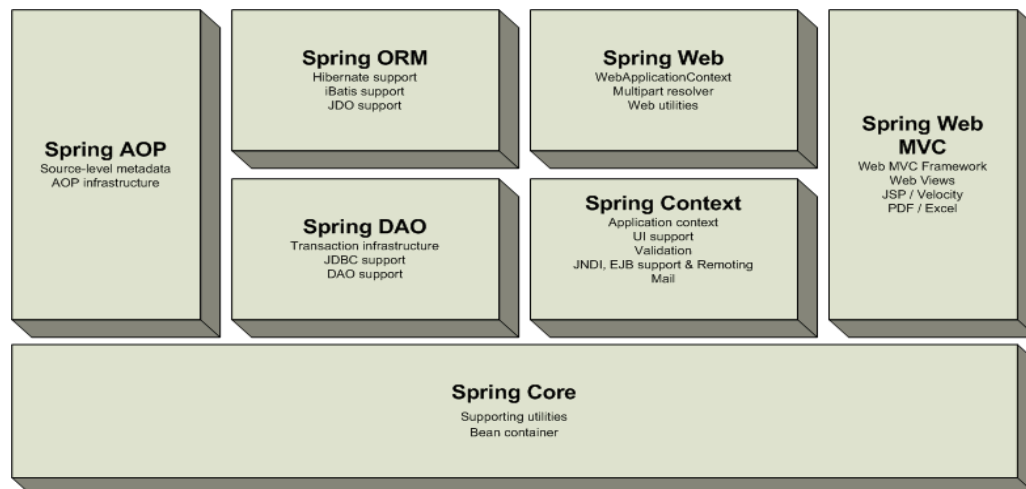 Spring AOP
Source-level metadata
AOP infrastructure
Spring ORM
Hibernate support
iBatis support
JDO support
Spring Web
WebApplicationContext
Multipart resolver
Web utilities
Spring DAO
Transaction infrastructure
JDBC support
DAO support
Spring Context
Application context
UI support
Validation
JNDI, EJB support & Remoting
Mail
Spring Web
MVC
Web MVC Framework
Web Views
JSP / Velocity
PDF / Excel
Spring Core
Supporting utilities
Bean container